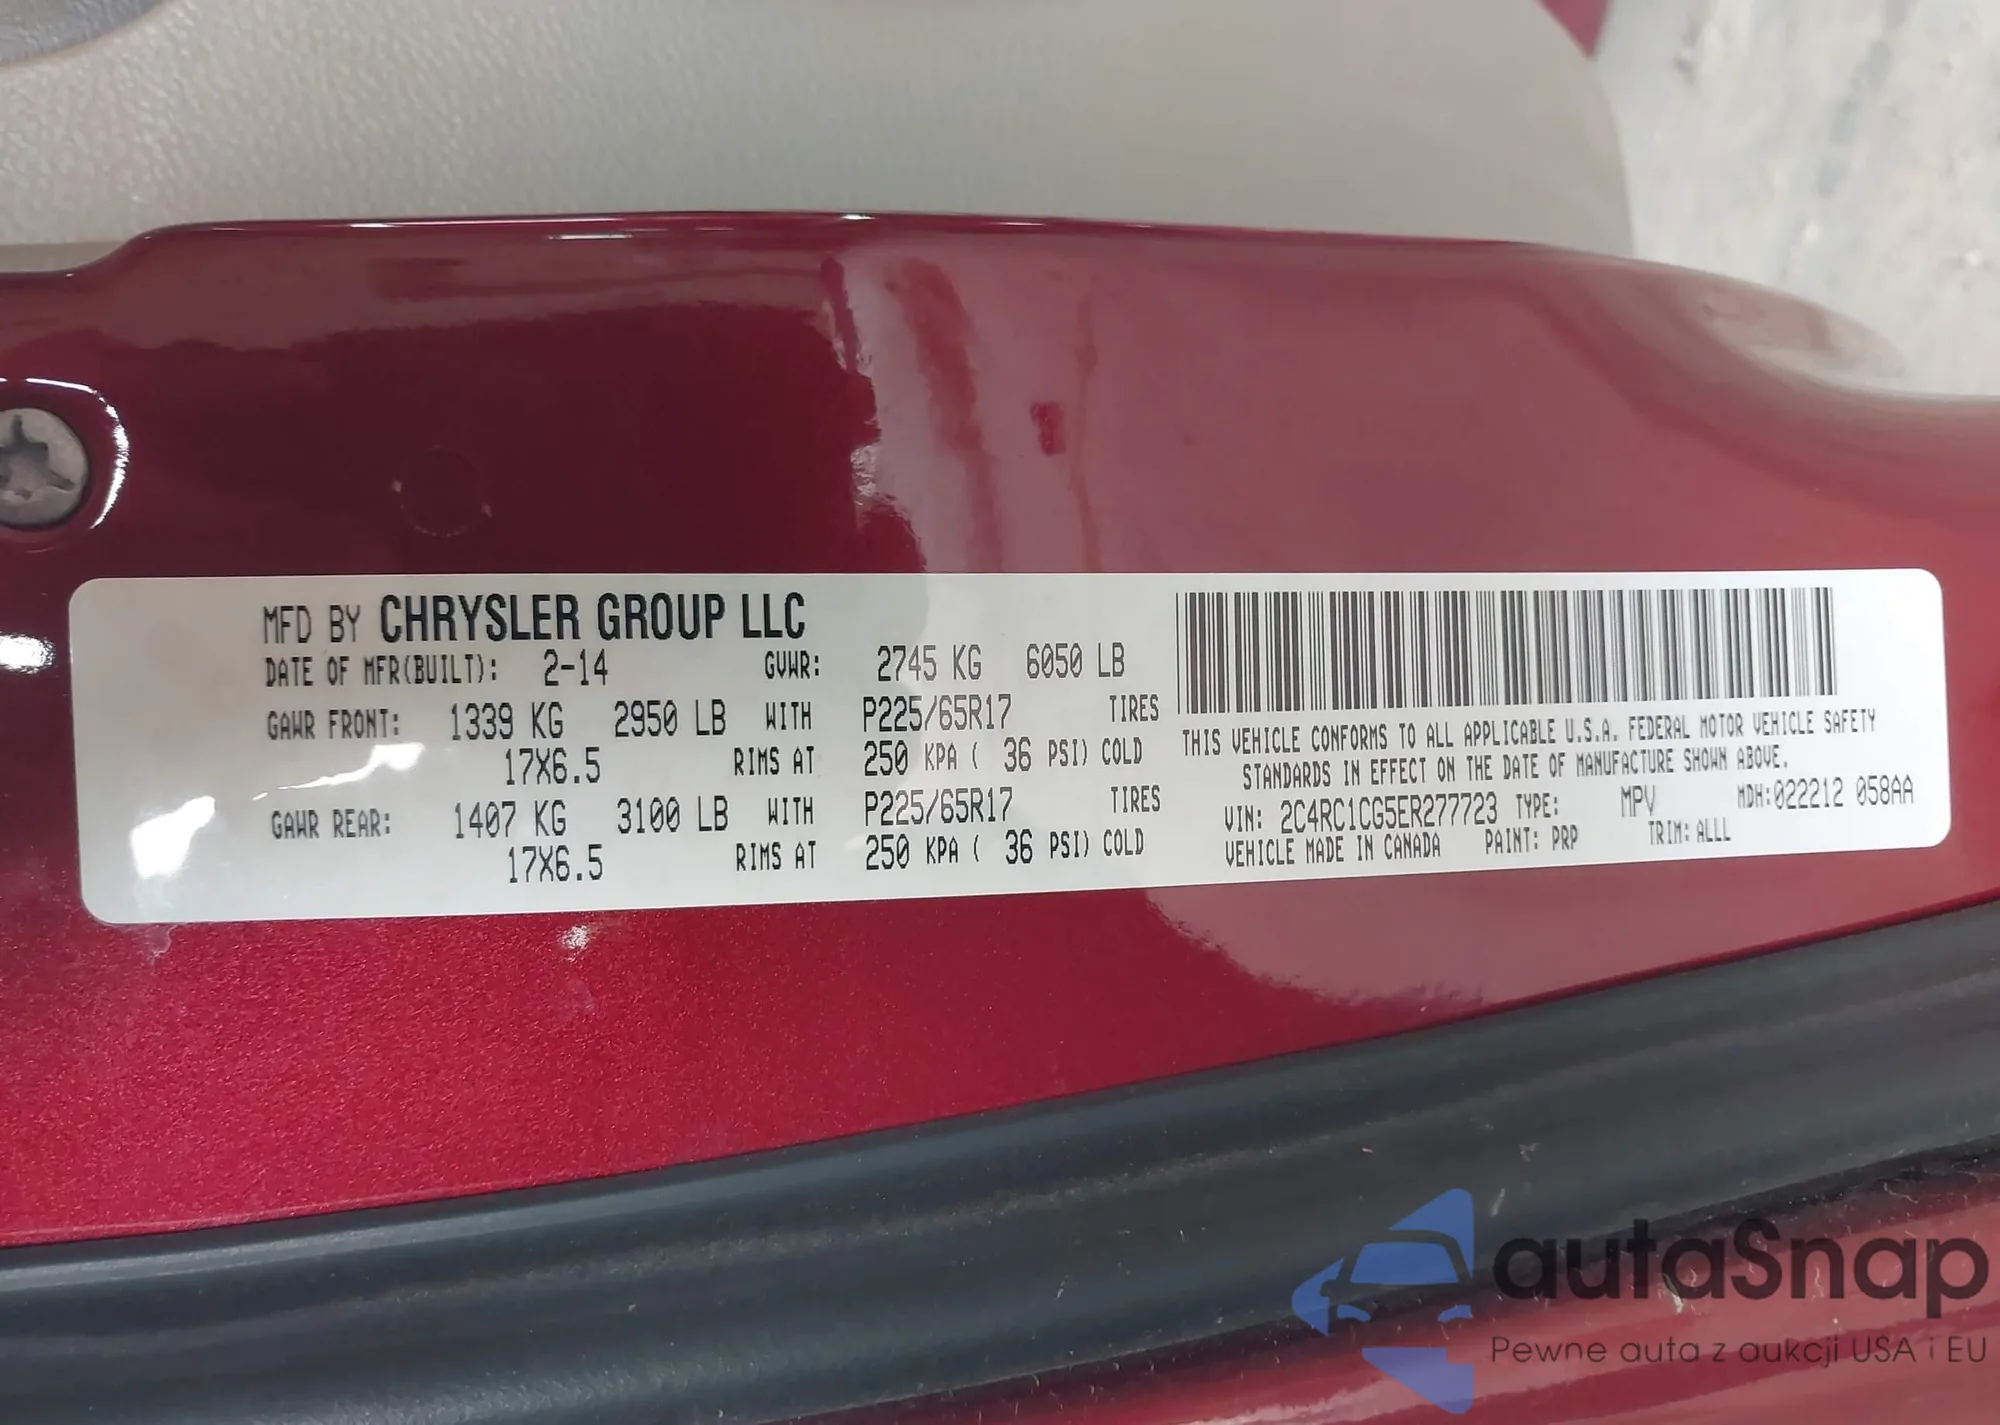 MFD BY CHRYSLER GROUP LLC
DATE OF MFR(BUILT): 2-14 GVWR: 2745 KG 6050 LB
GAWR FRONT: 1339 KG 2950 LB WITH P225/65R17 TIRES
17X6.5 RIMS AT 250 KPA ( 36 PSI) COLD
GAWR REAR: 1407 KG 3100 LB WITH P225/65R17 TIRES
17X6.5 RIMS AT 250 KPA ( 36 PSI) COLD
THIS VEHICLE CONFORMS TO ALL APPLICABLE U.S.A. FEDERAL MOTOR VEHICLE SAFETY
STANDARDS IN EFFECT ON THE DATE OF MANUFACTURE SHOWN ABOVE.
VIN: 2C4RC1CG5ER277723 TYPE: MPV MDH:022212 058AA
VEHICLE MADE IN CANADA PAINT: PRP TRIM: ALLL
autaSnap
Pewne auta z aukcji USA i EU